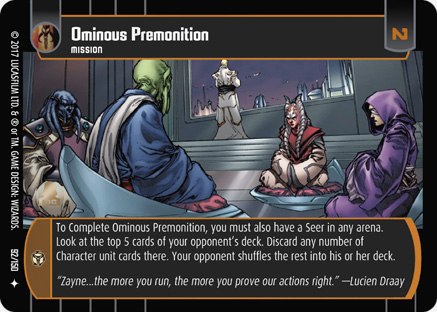 Ominous Premonition
MISSION
N
© 2017 LUCASFILM LTD. & ® or TM. GAME DESIGN: WIZARDS.
92/150
To Complete Ominous Premonition, you must also have a Seer in any arena.
Look at the top 5 cards of your opponent's deck. Discard any number of
Character unit cards there. Your opponent shuffles the rest into his or her deck.
"Zayne...the more you run, the more you prove our actions right." —Lucien Draay